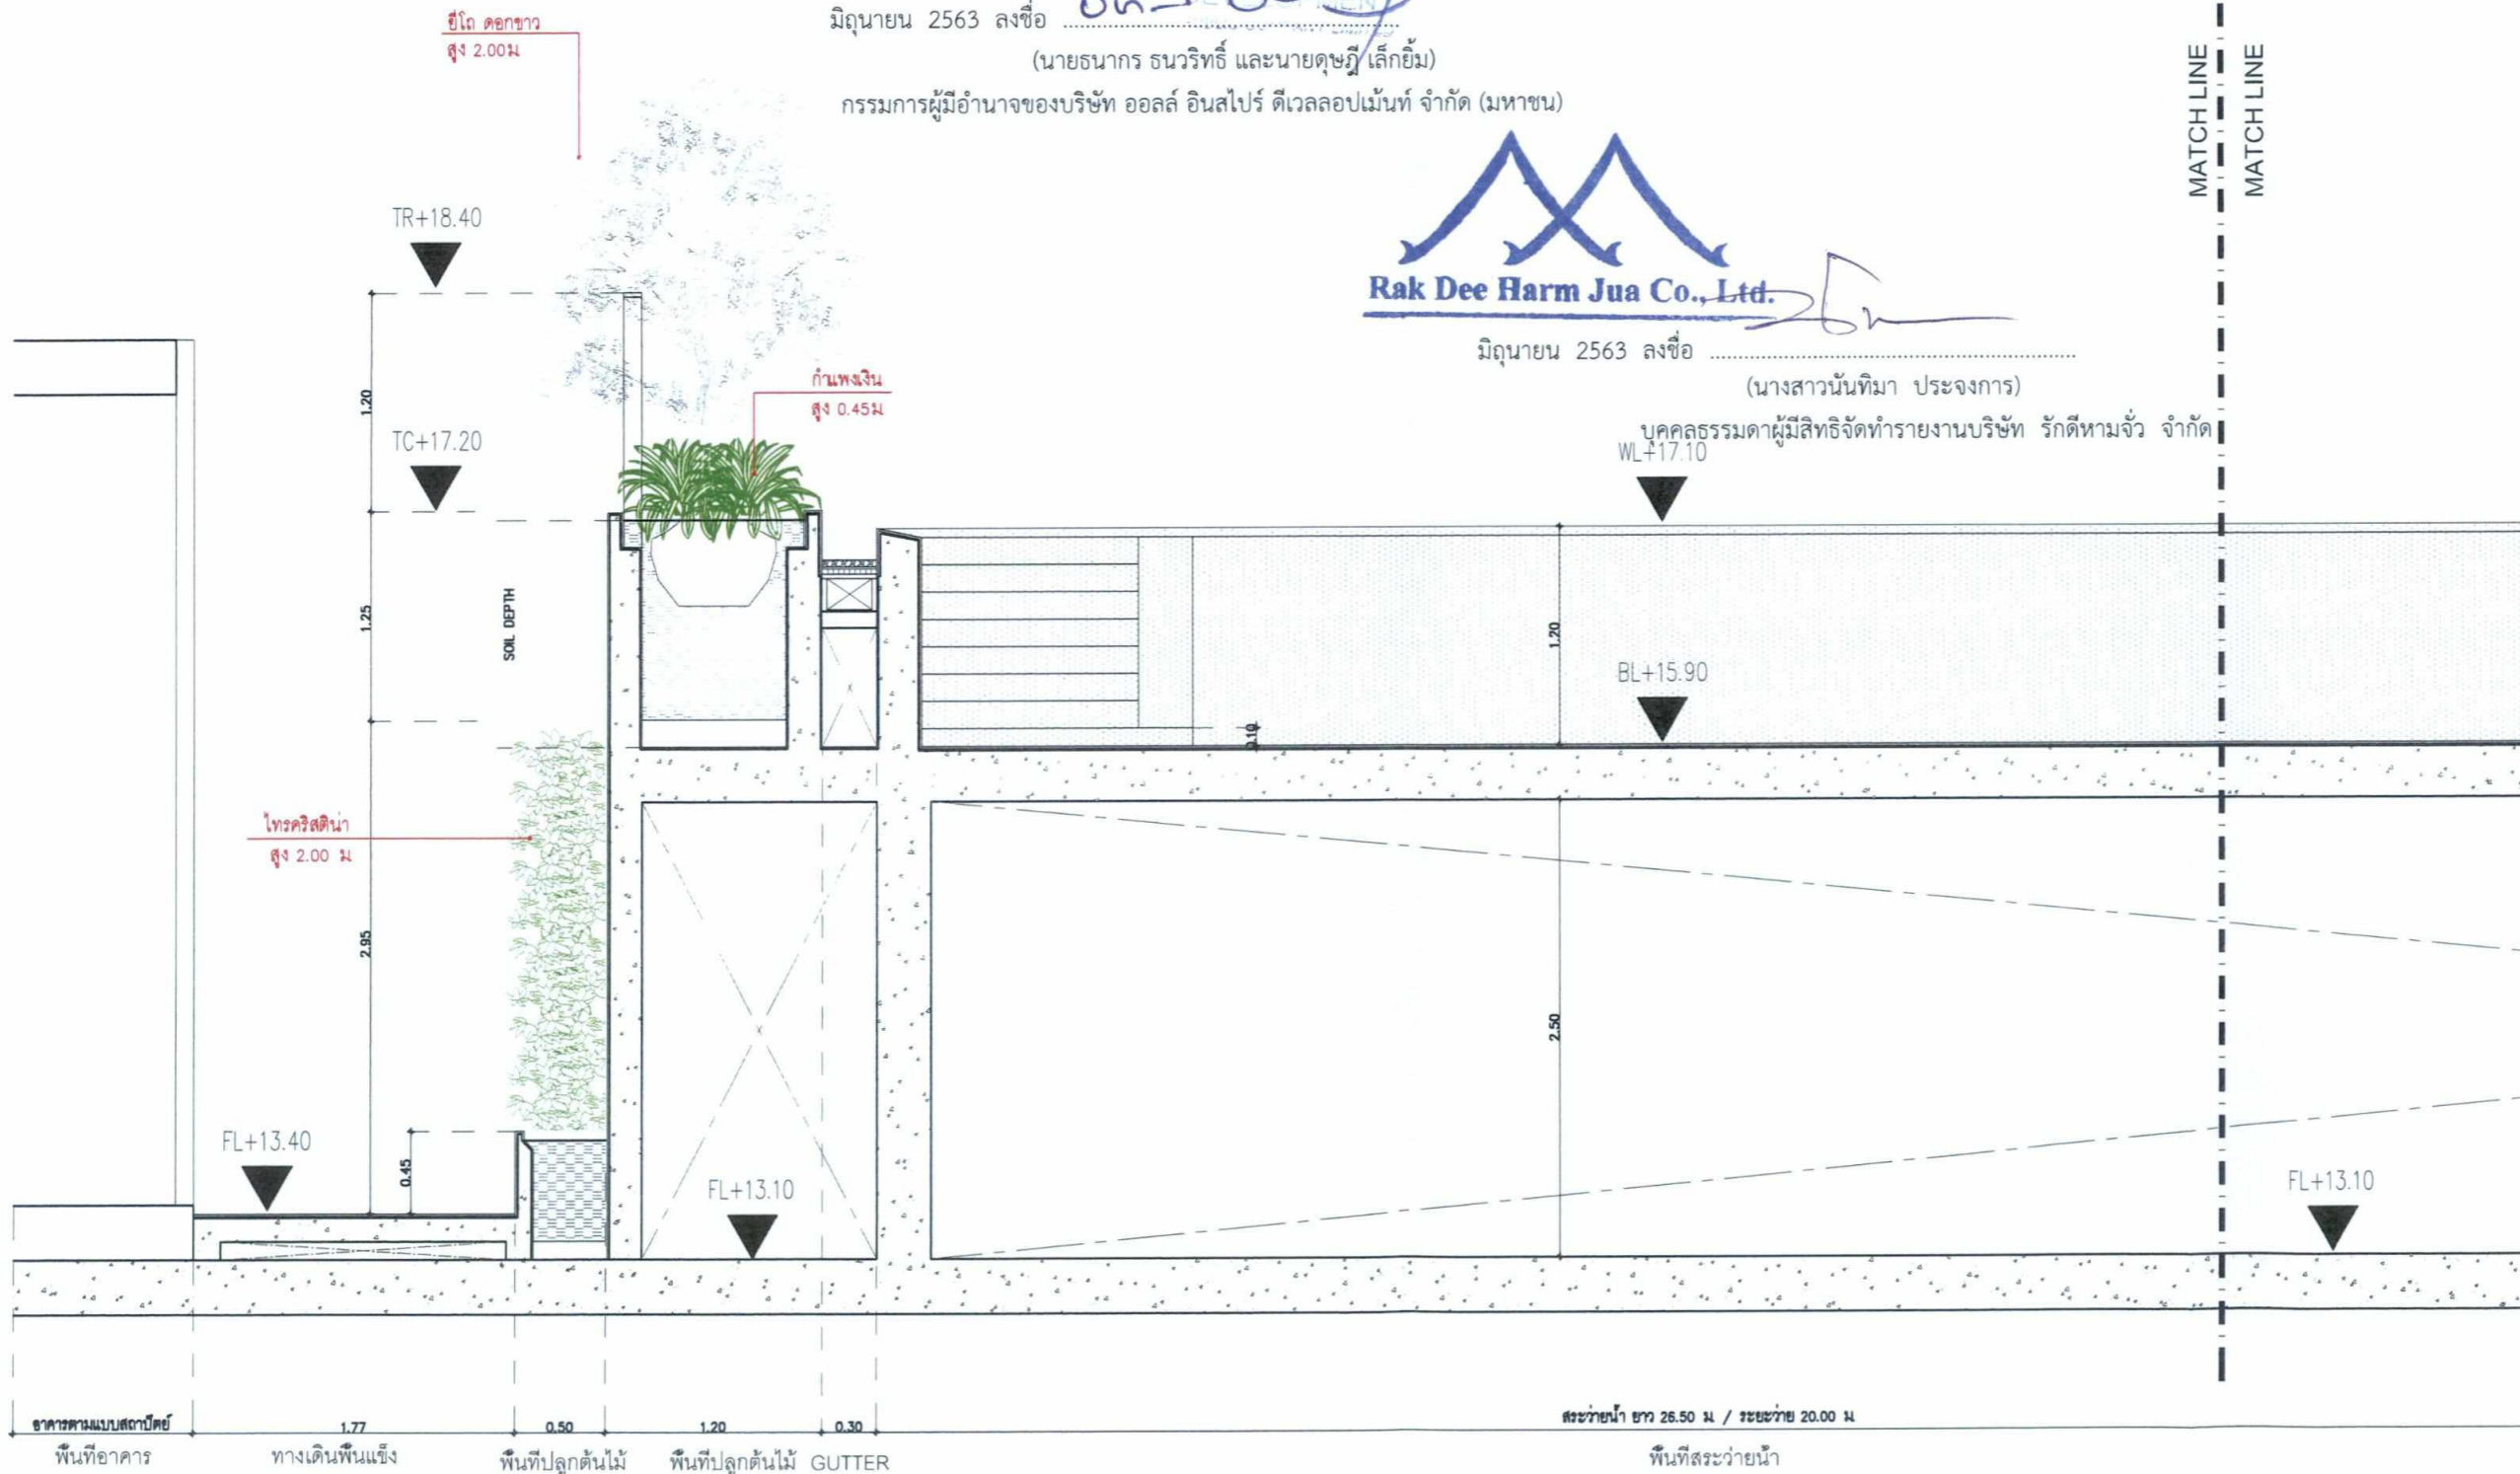 มิถุนายน 2563 ลงชื่อ
(นายธนากร ธนวริทธิ์ และนายดุษฎี เล็กยิ้ม)
กรรมการผู้มีอำนาจของบริษัท ออลล์ อินสไปร์ ดีเวลลอปเม้นท์ จำกัด (มหาชน)
ยี่โถ ดอกขาว
สูง 2.00ม
MATCH LINE
MATCH LINE
TR+18.40
Rak Dee Harm Jua Co., Ltd.
มิถุนายน 2563 ลงชื่อ
(นางสาวนันทิมา ประจงการ)
บุคคลธรรมดาผู้มีสิทธิจัดทำรายงานบริษัท รักดีหามจั่ว จำกัด
1.20
กำแพงเงิน
สูง 0.45ม
TC+17.20
WL+17.10
1.25
SOIL DEPTH
1.20
BL+15.90
0.10
ไทรคริสติน่า
สูง 2.00 ม
2.95
2.50
FL+13.40
0.45
FL+13.10
FL+13.10
อาคารตามแบบสถาปัตย์
1.77
0.50
1.20
0.30
สระว่ายน้ำ ยาว 26.50 ม / ระยะว่าย 20.00 ม
พื้นที่อาคาร
ทางเดินพื้นแข็ง
พื้นที่ปลูกต้นไม้
พื้นที่ปลูกต้นไม้
GUTTER
พื้นที่สระว่ายน้ำ